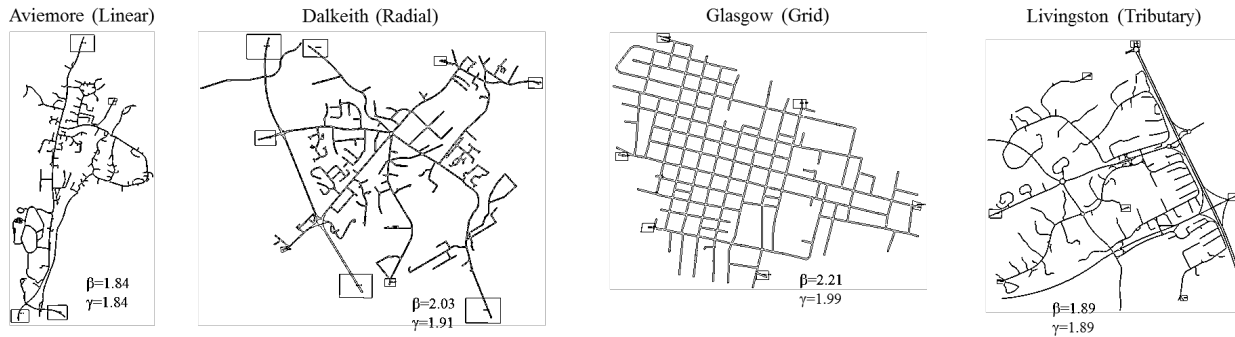 Aviemore (Linear)
Dalkeith (Radial)
Glasgow (Grid)
Livingston (Tributary)
β=1.84
γ=1.84
β=2.03
γ=1.91
β=2.21
γ=1.99
β=1.89
γ=1.89